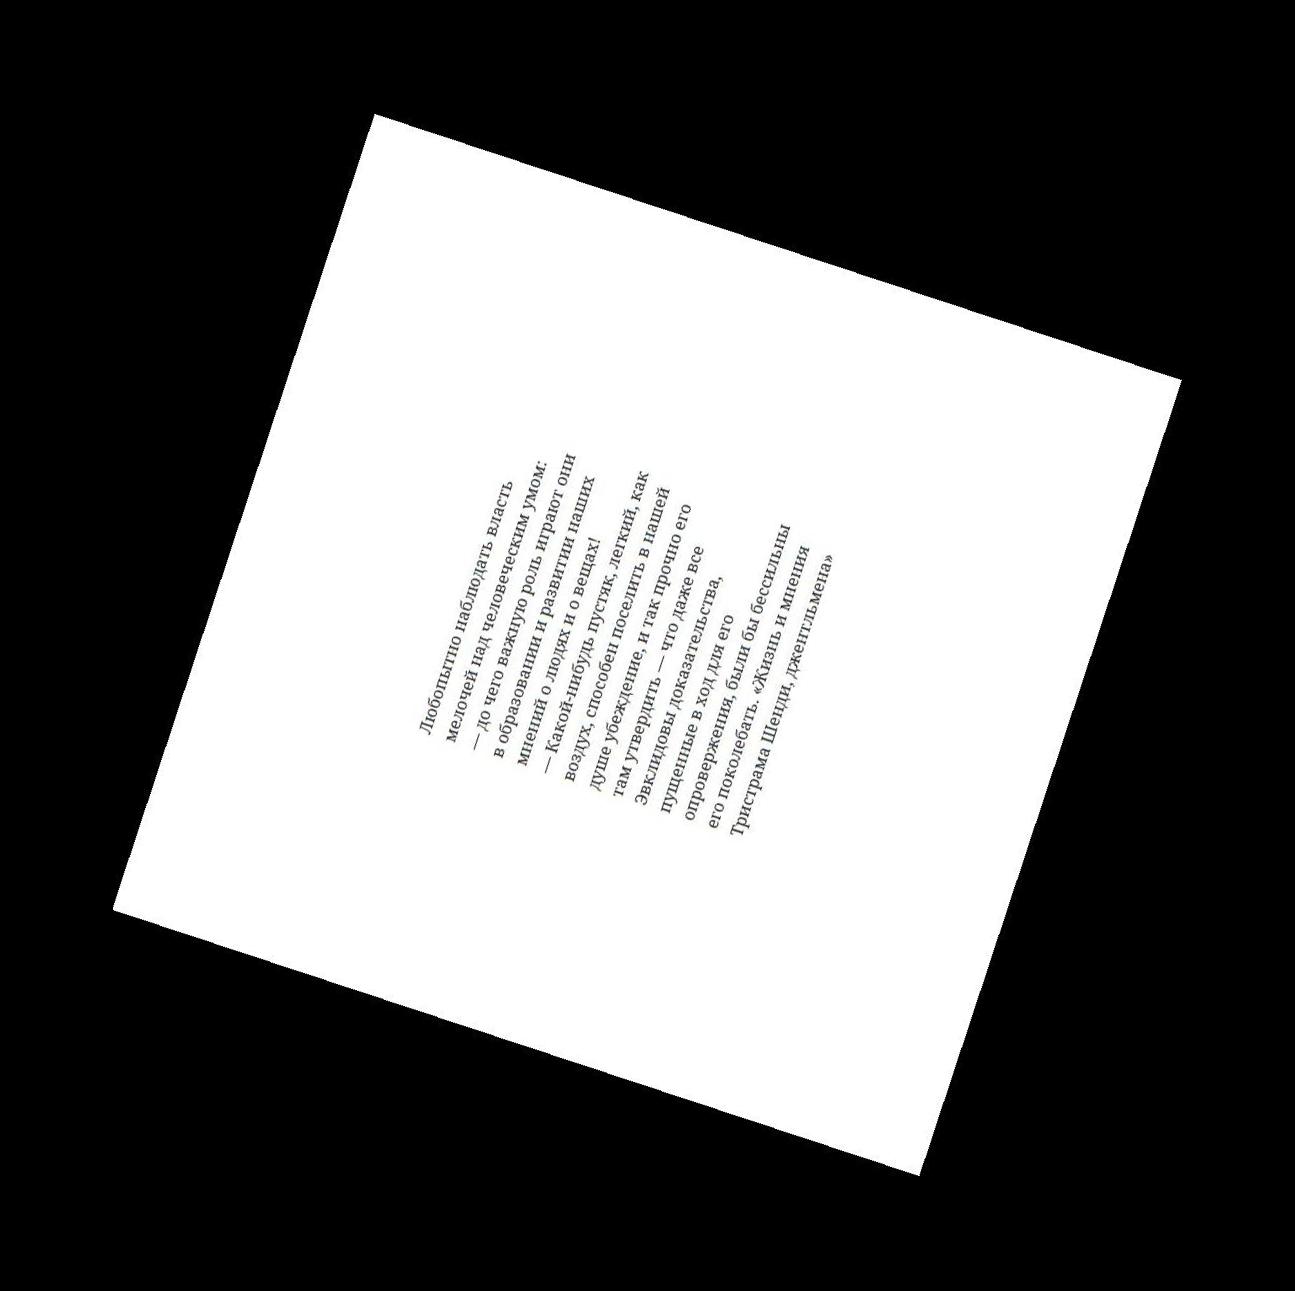 Любопытно наблюдать власть
мелочей над человеческим умом:
— до чего важную роль играют они
в образовании и развитии наших
мнений о людях и о вещах!
— Какой-нибудь пустяк, легкий, как
воздух, способен поселить в нашей
душе убеждение, и так прочно его
там утвердить — что даже все
Эвклидовы доказательства,
пущенные в ход для его
опровержения, были бы бессильны
его поколебать. «Жизнь и мнения
Тристрама Шенди, джентльмена»